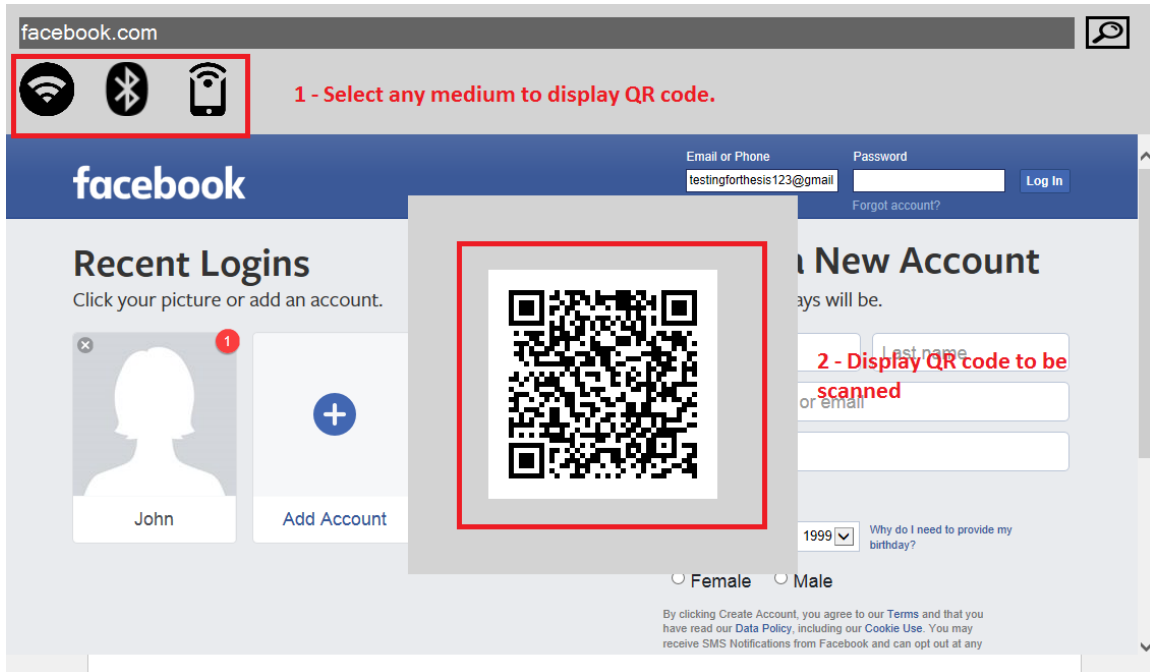 facebook.com
1 - Select any medium to display QR code.
Email or Phone Password
facebook
testingforthesis123@gmail
Log In
Forgot account?
Recent Logins
New Account
Click your picture or add an account.
ays will be.
1
Last name
2 - Display QR code to be
scanned
or email
John
Add Account
1999
Why do I need to provide my
birthday?
Female Male
By clicking Create Account, you agree to our Terms and that you
have read our Data Policy, including our Cookie Use. You may
receive SMS Notifications from Facebook and can opt out at any